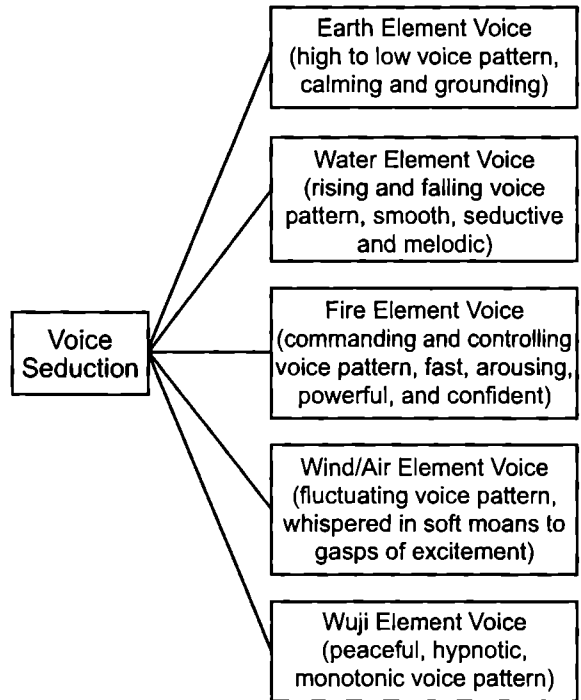 Earth Element Voice
(high to low voice pattern,
calming and grounding)
Water Element Voice
(rising and falling voice
pattern, smooth, seductive
and melodic)
Voice
Seduction
Fire Element Voice
(commanding and controlling
voice pattern, fast, arousing,
powerful, and confident)
Wind/Air Element Voice
(fluctuating voice pattern,
whispered in soft moans to
gasps of excitement)
Wuji Element Voice
(peaceful, hypnotic,
monotonic voice pattern)